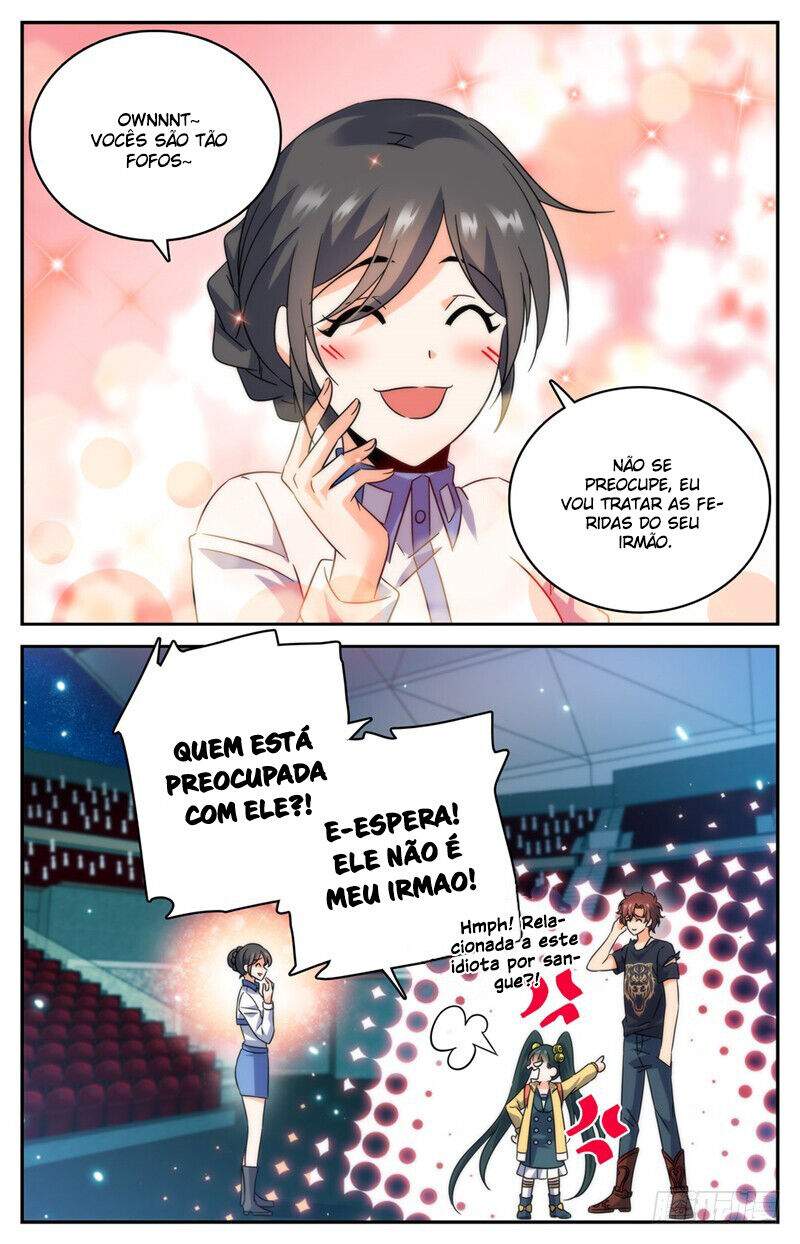 OWNNNT~
VOCÊS SÃO TÃO
FOFOS~
NÃO SE
PREOCUPE, EU
VOU TRATAR AS FE-
RIDAS DO SEU
IRMÃO.
QUEM ESTÁ
PREOCUPADA
COM ELE?!
E-ESPERA!
ELE NÃO É
MEU IRMAO!
Hmph! Rela-
cionada a este
idiota por san-
gue?!